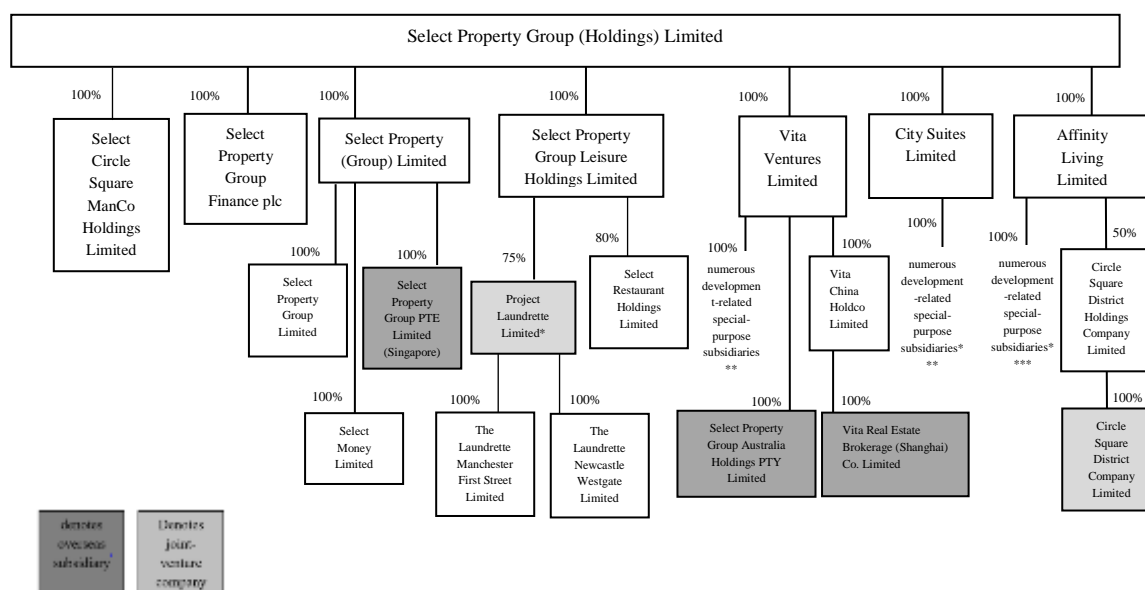 Select Property Group (Holdings) Limited
100%
100%
100%
100%
100%
100%
100%
Select
Circle
Square
ManCo
Holdings
Limited
Select
Property
Group
Finance plc
Select Property
(Group) Limited
Select Property
Group Leisure
Holdings Limited
Vita
Ventures
Limited
City Suites
Limited
Affinity
Living
Limited
100%
Select
Property
Group
Limited
100%
Select
Property
Group PTE
Limited
(Singapore)
75%
Project
Laundrette
Limited*
80%
Select
Restaurant
Holdings
Limited
100%
numerous
developmen
t-related
special-
purpose
subsidiaries
**
100%
Vita
China
Holdco
Limited
100%
numerous
development
-related
special-
purpose
subsidiaries*
**
100%
numerous
development
-related
special-
purpose
subsidiaries*
***
50%
Circle
Square
District
Holdings
Company
Limited
100%
Select
Money
Limited
100%
The
Laundrette
Manchester
First Street
Limited
100%
The
Laundrette
Newcastle
Westgate
Limited
100%
Select Property
Group Australia
Holdings PTY
Limited
100%
Vita Real Estate
Brokerage (Shanghai)
Co. Limited
100%
Circle
Square
District
Company
Limited
denotes
overseas
subsidiary
Denotes
joint-
venture
company